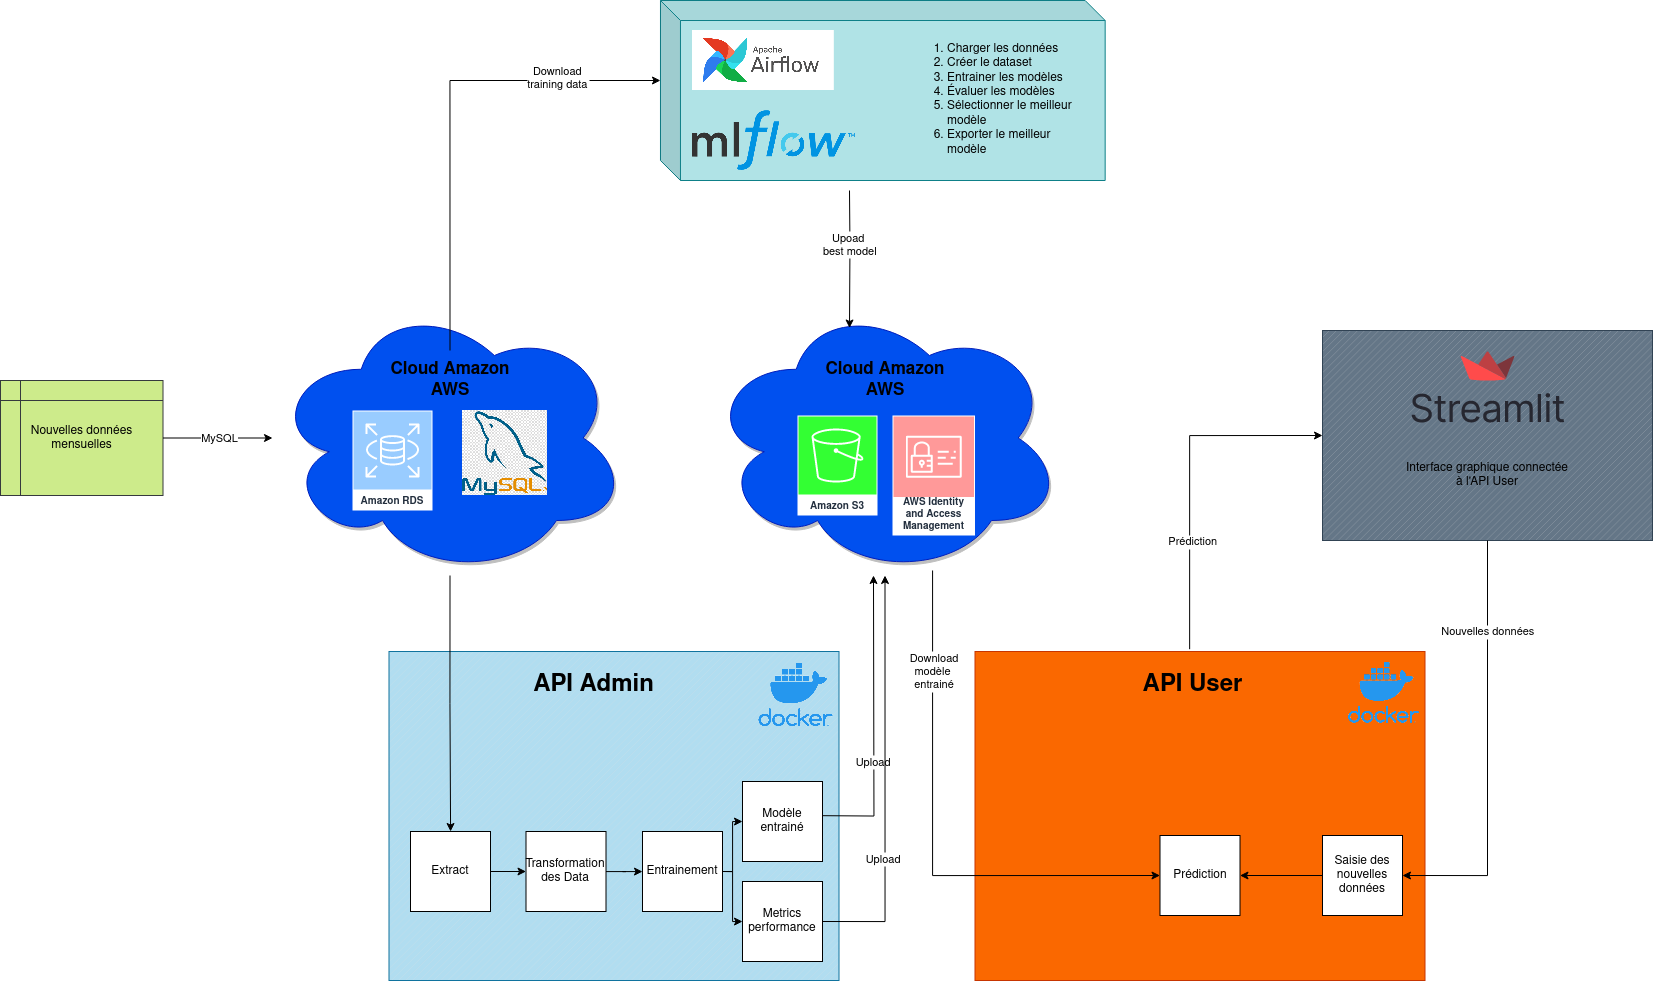 Apache
Airflow
mlflow™
1. Charger les données
2. Créer le dataset
3. Entrainer les modèles
4. Évaluer les modèles
5. Sélectionner le meilleur
modèle
6. Exporter le meilleur
modèle
Download
training data
Upoad
best model
Nouvelles données
mensuelles
MySQL
Cloud Amazon
AWS
Amazon RDS
MySQL
Cloud Amazon
AWS
Amazon S3
AWS Identity
and Access
Management
Streamlit
Interface graphique connectée
à l'API User
Prédiction
Nouvelles données
API Admin
docker
Extract
Transformation
des Data
Entrainement
Modèle
entrainé
Metrics
performance
Upload
Upload
Download
modèle
entrainé
API User
docker
Prédiction
Saisie des
nouvelles
données